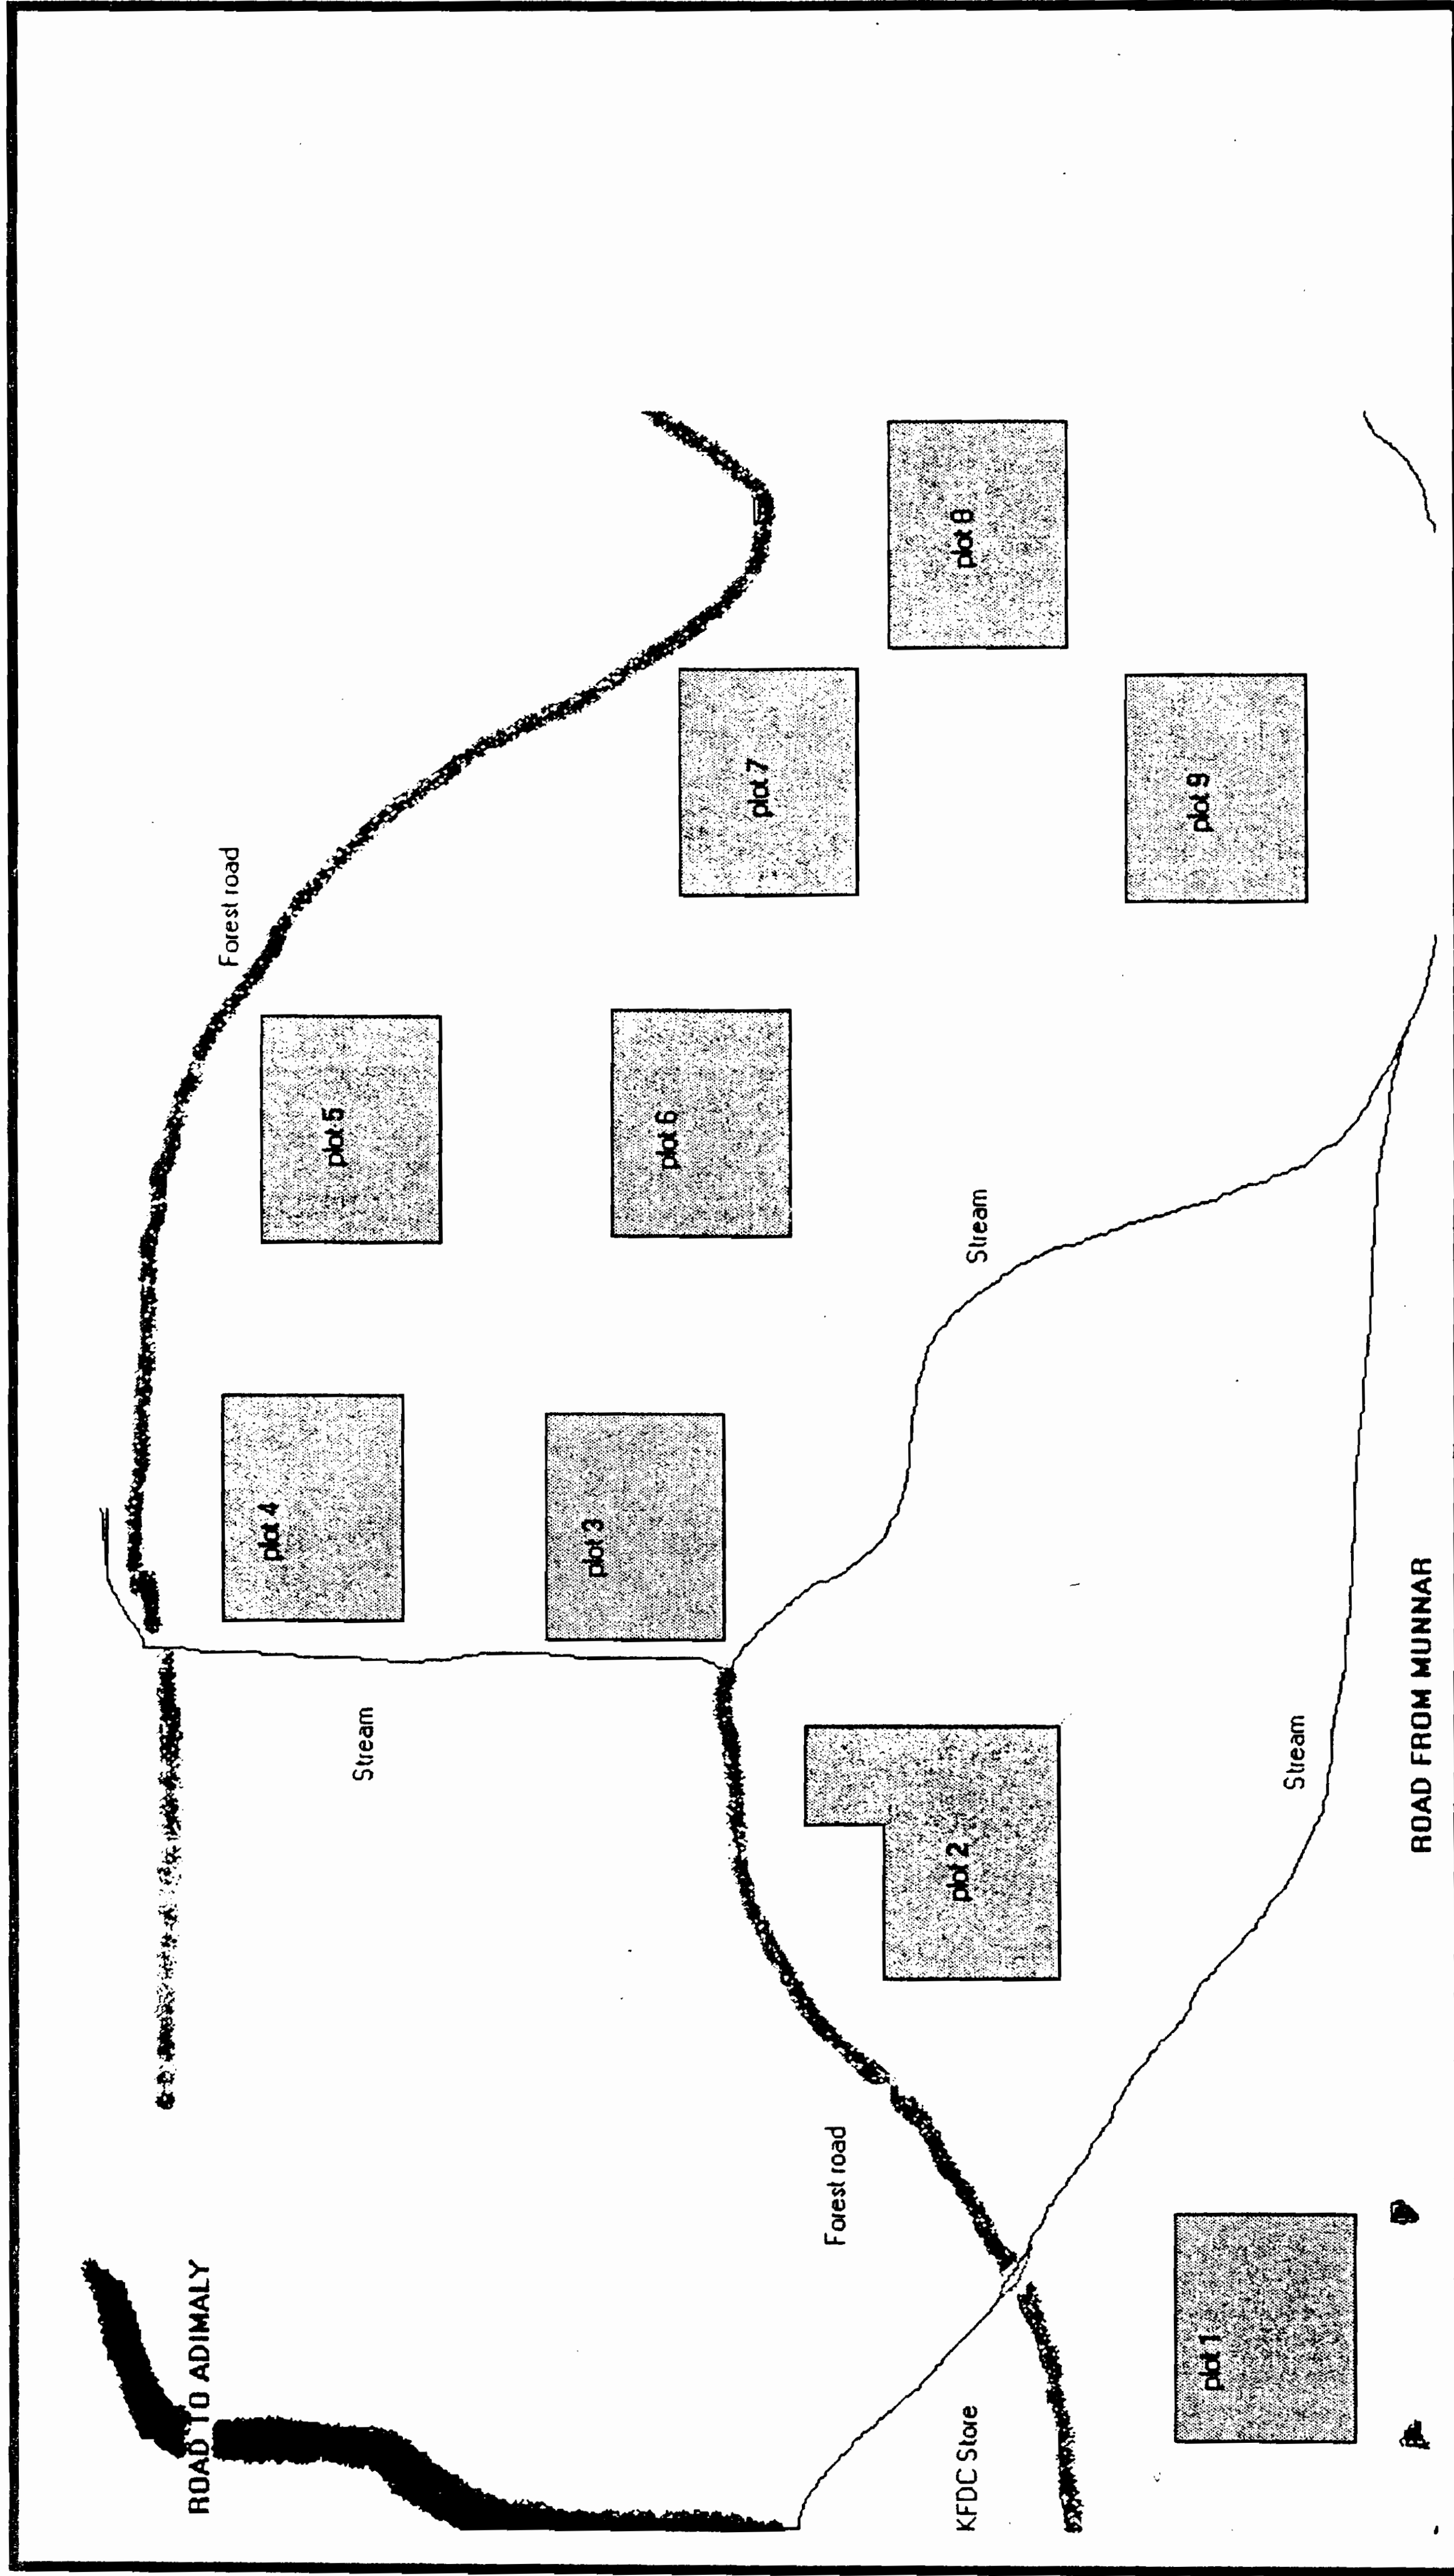 ROAD TO ADIMALY
Forest road
plot 4
plot 5
Stream
plot 3
plot 6
plot 7
Forest road
plot 2
Stream
plot 8
KFDC Store
plot 1
Stream
plot 9
ROAD FROM MUNNAR